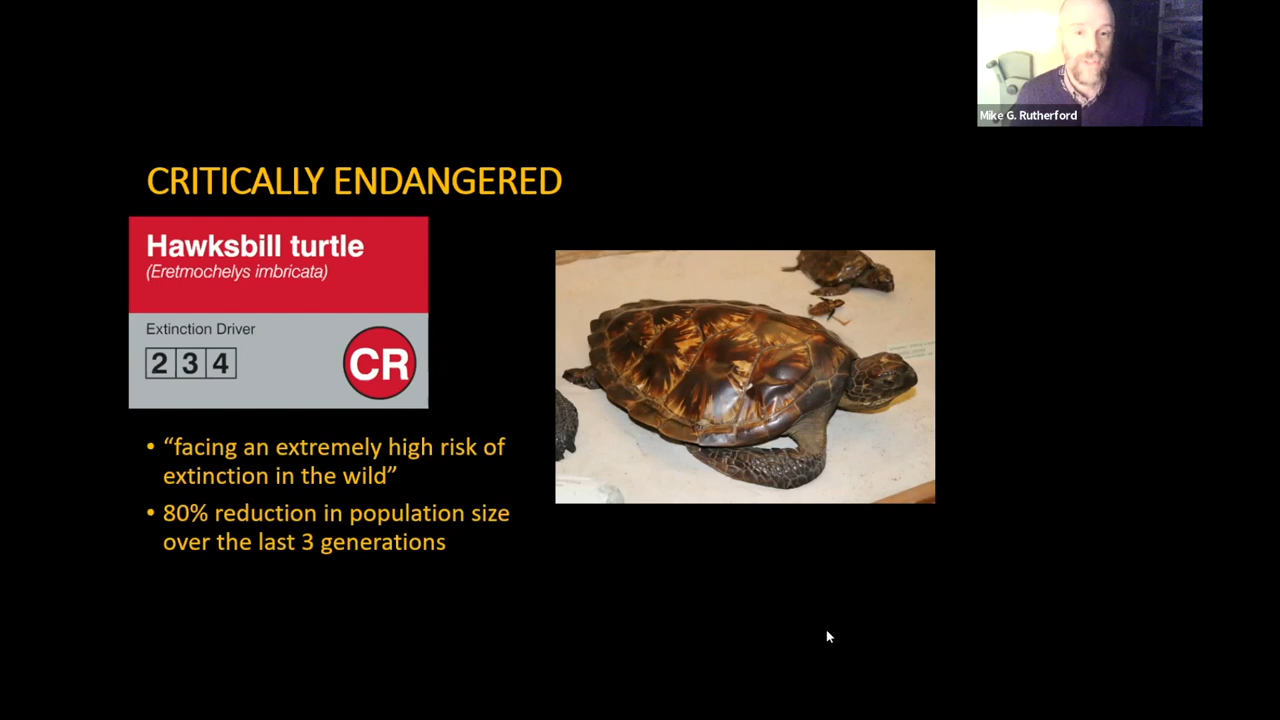 Mike G. Rutherford
CRITICALLY ENDANGERED
Hawksbill turtle
(Eretmochelys imbricata)
Extinction Driver
2 3 4
CR
• “facing an extremely high risk of
extinction in the wild”
• 80% reduction in population size
over the last 3 generations